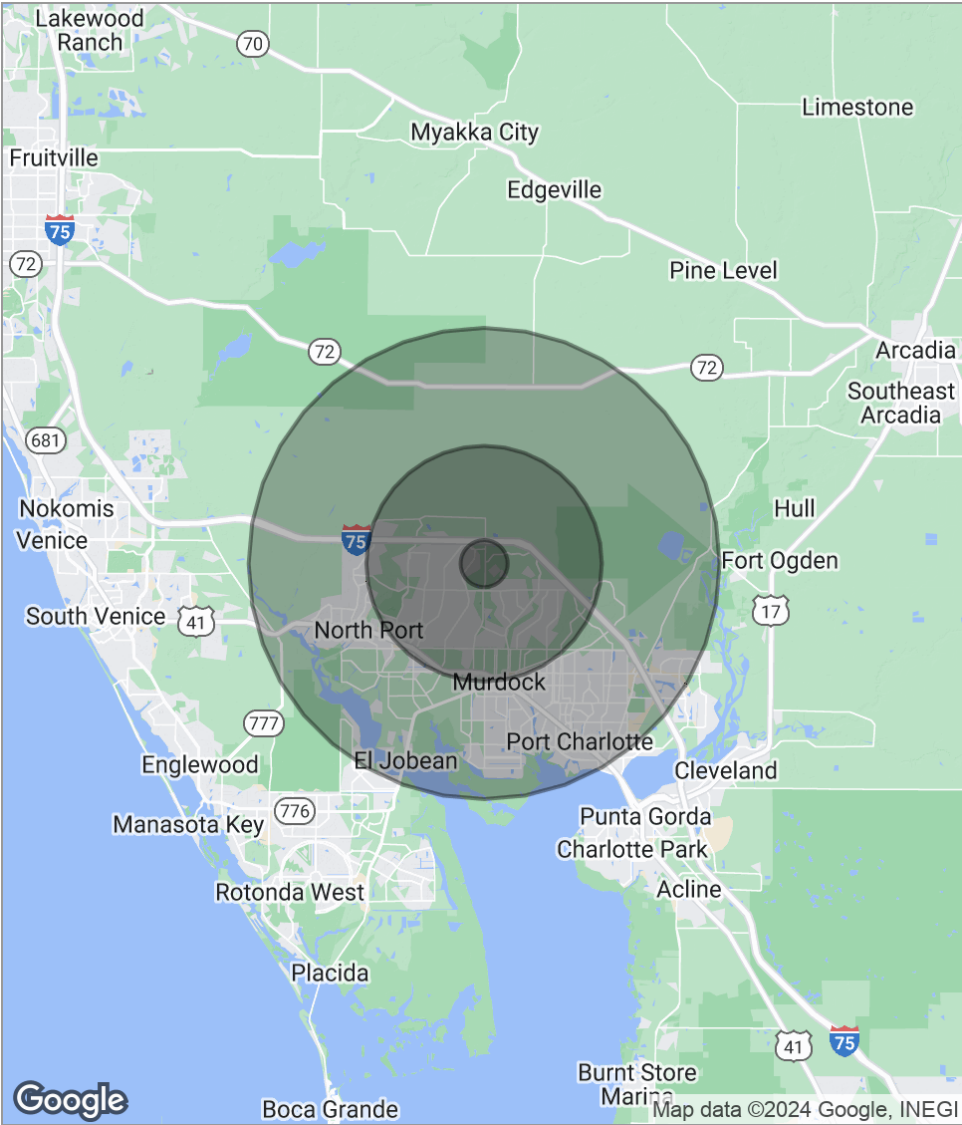 Lakewood
Ranch
70
Limestone
Myakka City
Fruitville
Edgeville
75
72
Pine Level
72
72
Arcadia
Southeast
Arcadia
681
Nokomis
Hull
Venice
75
Fort Ogden
South Venice
41
17
North Port
Murdock
777
Port Charlotte
El Jobean
Englewood
Cleveland
776
Punta Gorda
Manasota Key
Charlotte Park
Acline
Rotonda West
Placida
41
75
Burnt Store
Marina
Google
Boca Grande
Map data ©2024 Google, INEGI